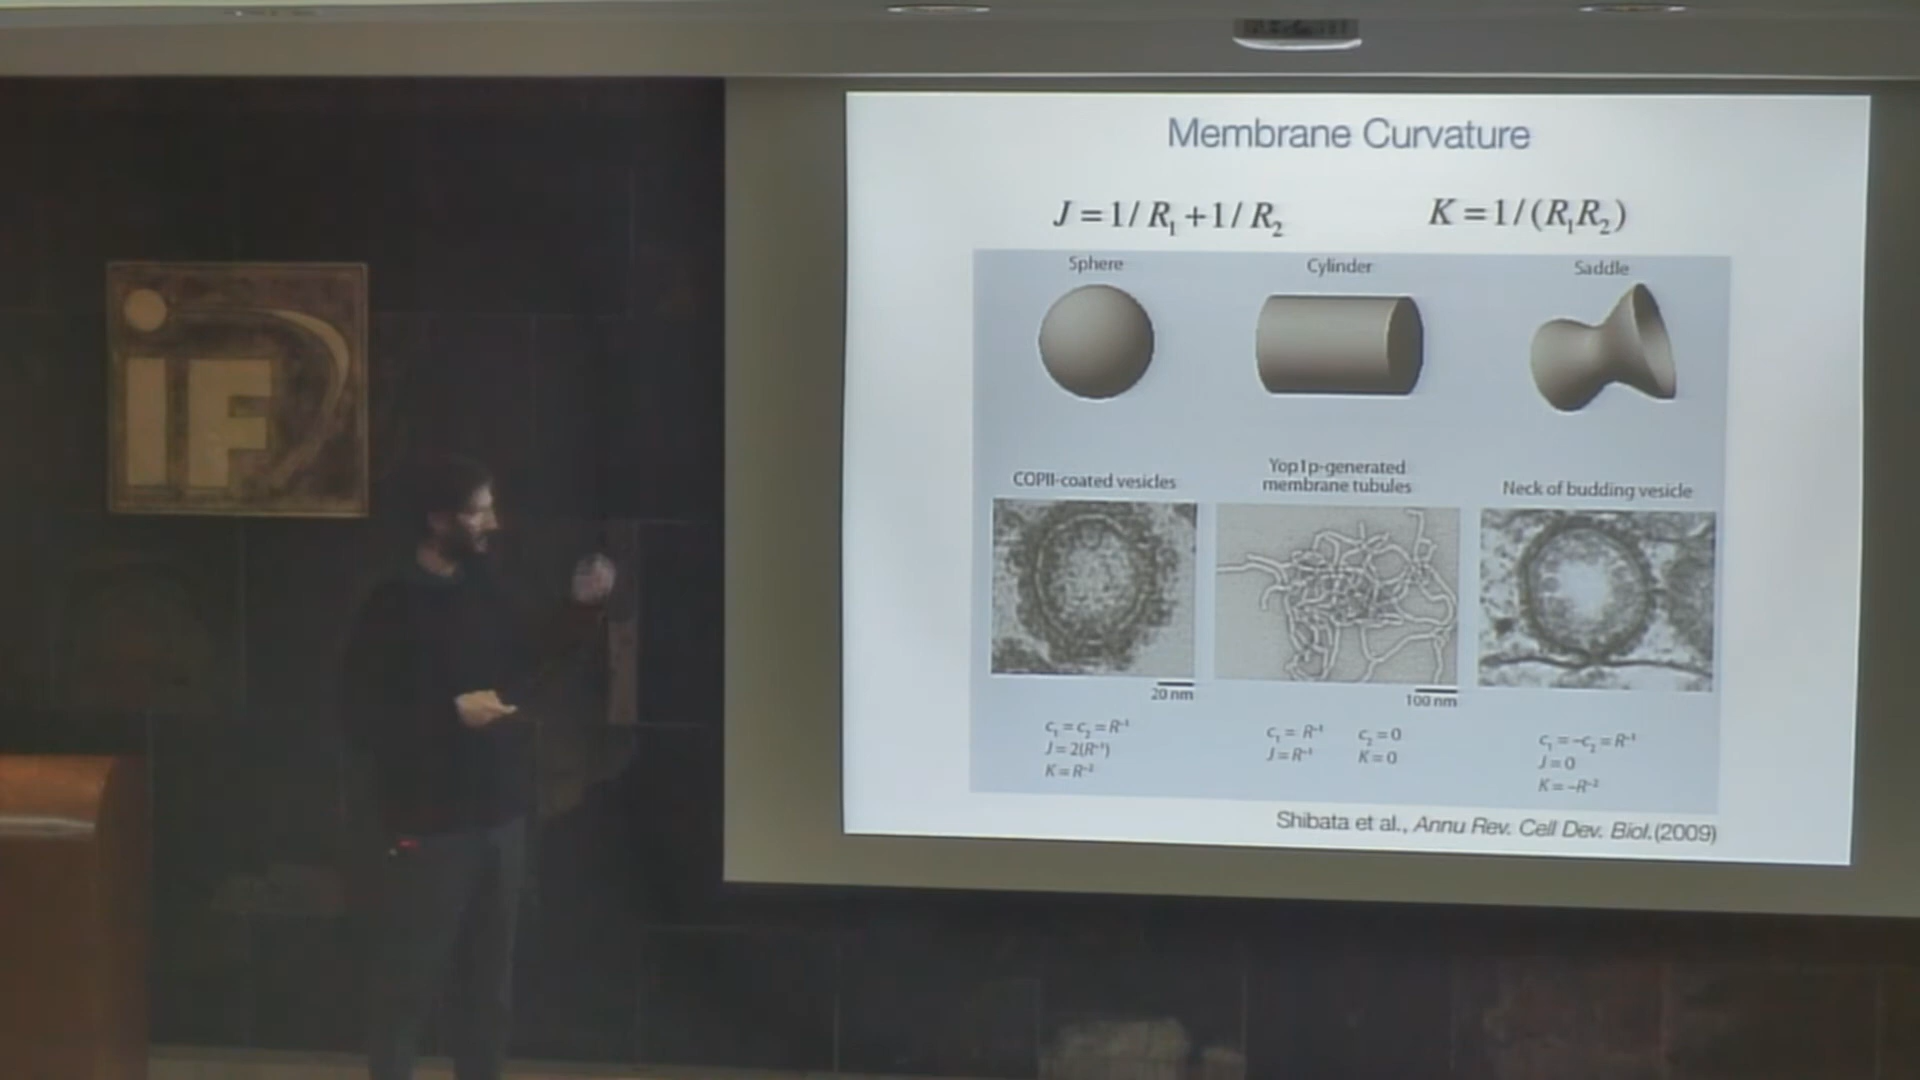 iF
Membrane Curvature
J = 1/R₁ + 1/R₂
K = 1/(R₁R₂)
Sphere
Cylinder
Saddle
COPII-coated vesicles
Yop1p-generated
membrane tubules
Neck of budding vesicle
20 nm
100 nm
c₁ = c₂ = R⁻¹
J = 2(R⁻¹)
K = R⁻²
c₁ = R⁻¹ c₂ = 0
J = R⁻¹ K = 0
c₁ = −c₂ = R⁻¹
J = 0
K = −R⁻²
Shibata et al., Annu Rev. Cell Dev. Biol.(2009)